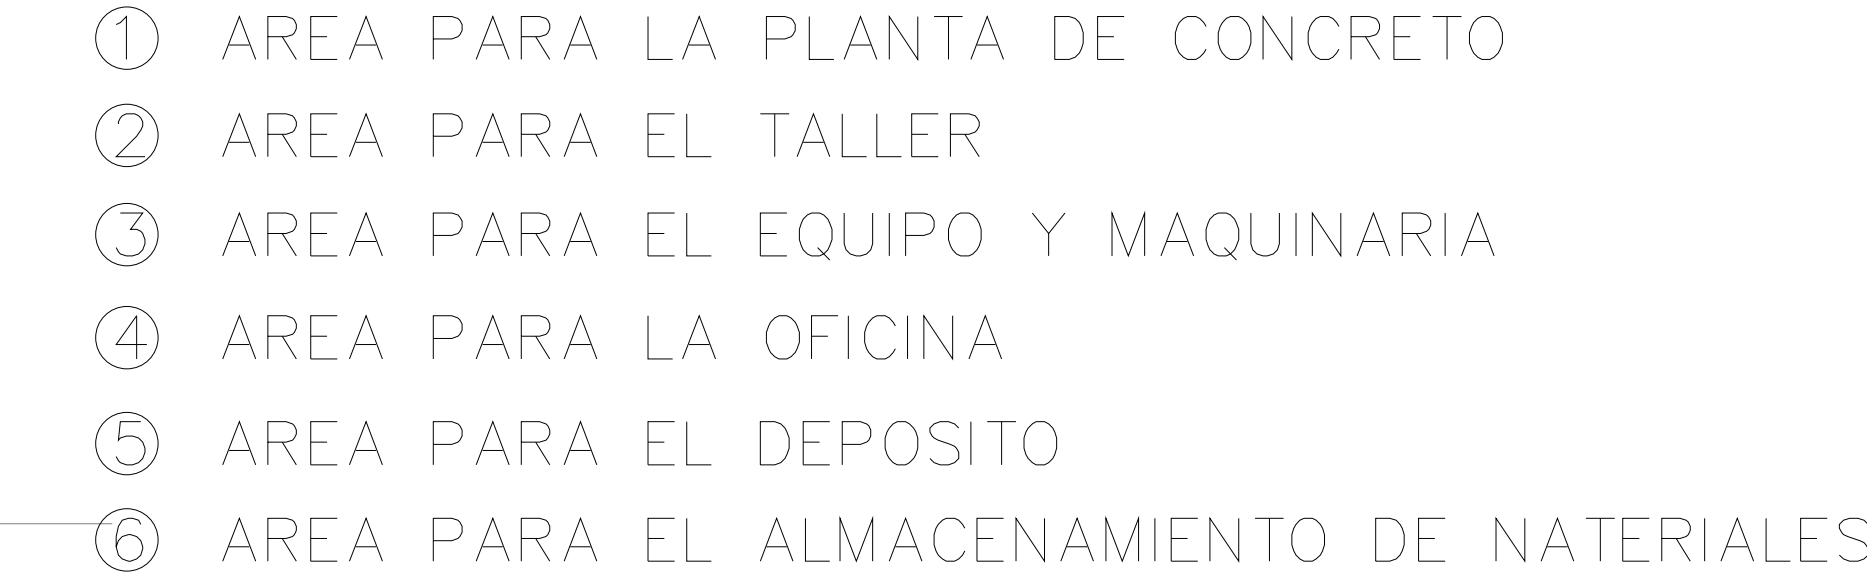 ① AREA PARA LA PLANTA DE CONCRETO
② AREA PARA EL TALLER
③ AREA PARA EL EQUIPO Y MAQUINARIA
④ AREA PARA LA OFICINA
⑤ AREA PARA EL DEPOSITO
⑥ AREA PARA EL ALMACENAMIENTO DE NATERIALES